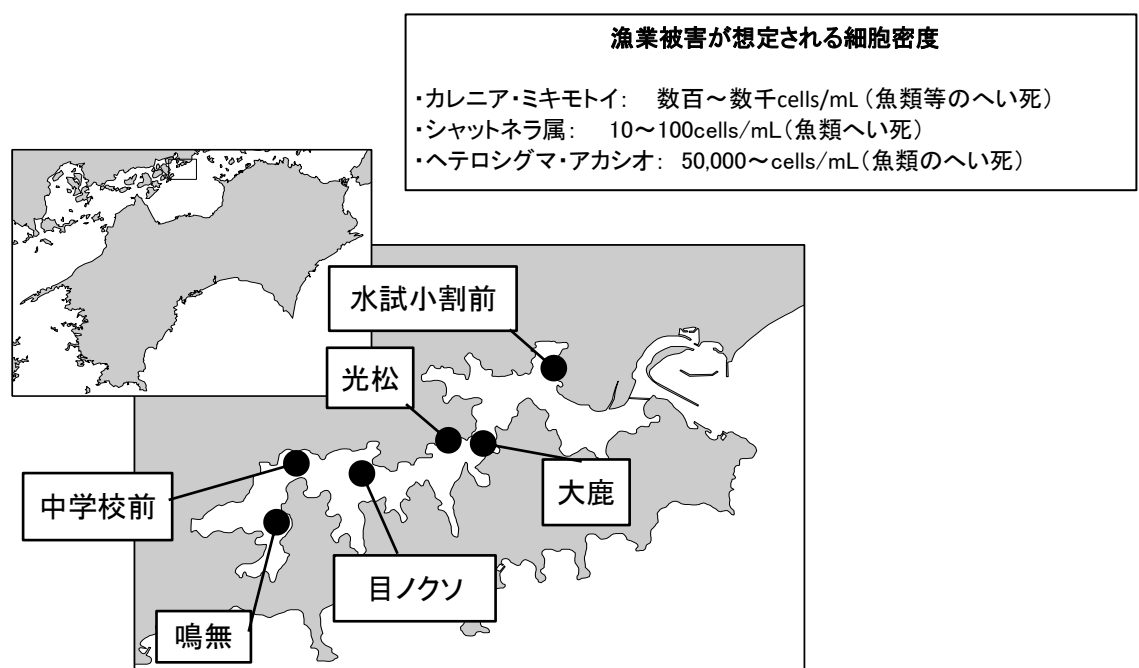 漁業被害が想定される細胞密度
・カレニア・ミキモトイ： 数百～数千cells/mL（魚類等のへい死）
・シャットネラ属： 10～100cells/mL（魚類へい死）
・ヘテロシグマ・アカシオ： 50,000～cells/mL（魚類のへい死）
水試小割前
光松
大鹿
中学校前
目ノクソ
鳴無